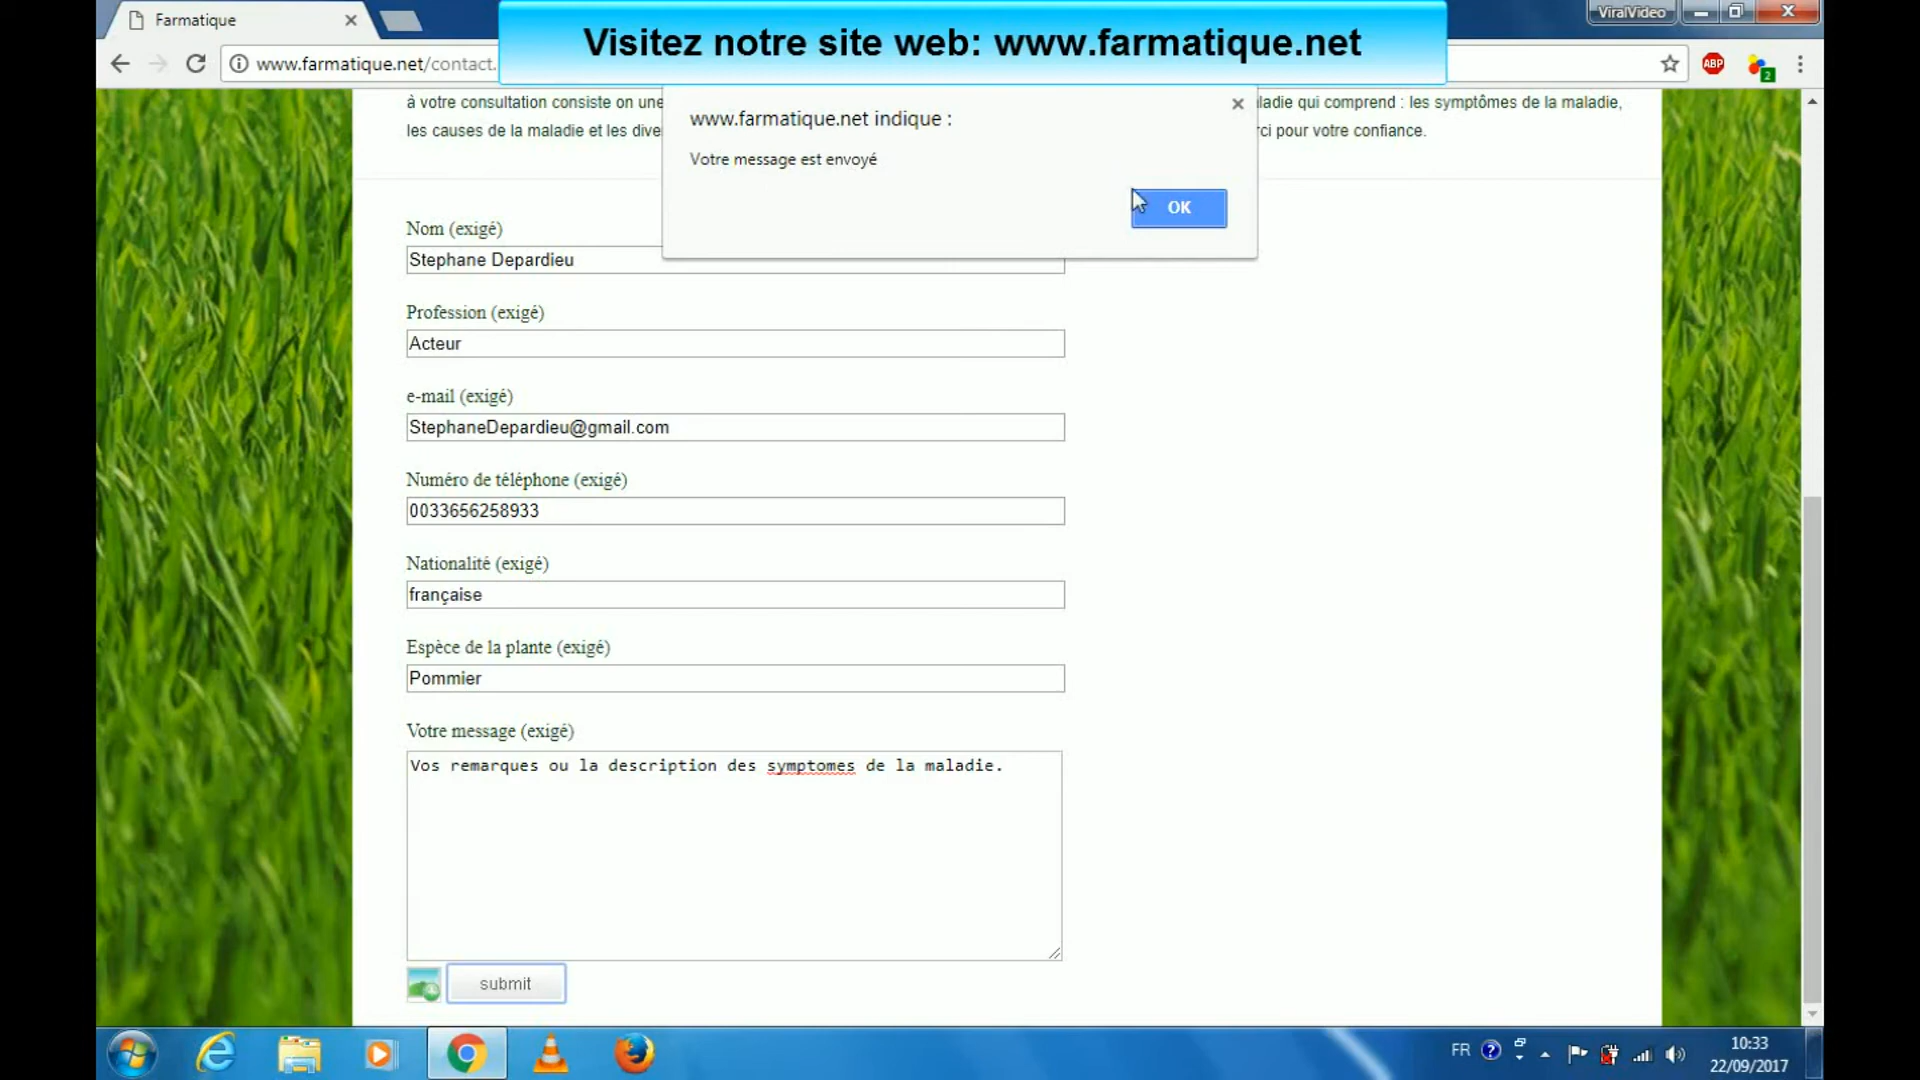 Farmatique
ViralVideo
Visitez notre site web: www.farmatique.net
www.farmatique.net/contact.
ABP
2
à votre consultation consiste on une
ladie qui comprend : les symptômes de la maladie,
les causes de la maladie et les dive
rci pour votre confiance.
www.farmatique.net indique :
Votre message est envoyé
OK
Nom (exigé)
Stephane Depardieu
Profession (exigé)
Acteur
e-mail (exigé)
StephaneDepardieu@gmail.com
Numéro de téléphone (exigé)
0033656258933
Nationalité (exigé)
française
Espèce de la plante (exigé)
Pommier
Votre message (exigé)
Vos remarques ou la description des symptomes de la maladie.
submit
FR
10:33
22/09/2017